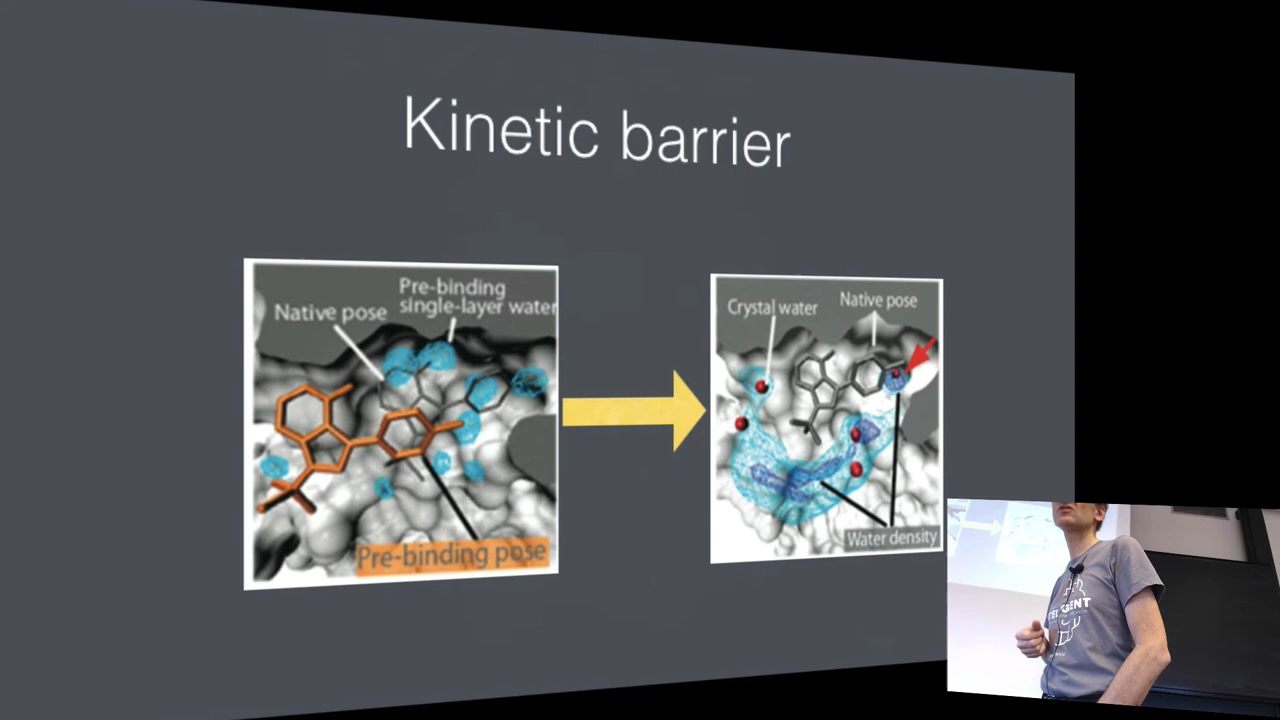 Kinetic barrier
Pre-binding
single-layer water
Native pose
Pre-binding pose
Crystal water
Native pose
Water density